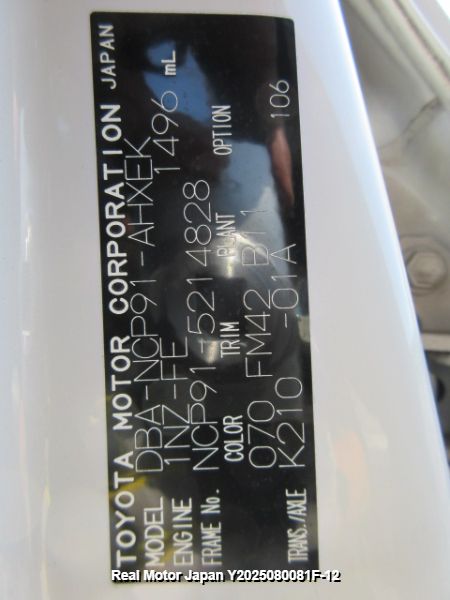 TOYOTA MOTOR CORPORATION JAPAN
MODEL DBA-NCP91-AHXEK
ENGINE 1NZ-FE 1496 mL
FRAME No. NCP91-5214828
COLOR TRIM PLANT OPTION
070 FM42 B11 106
TRANS./AXLE K210 -01A
Real Motor Japan Y2025080081F-12